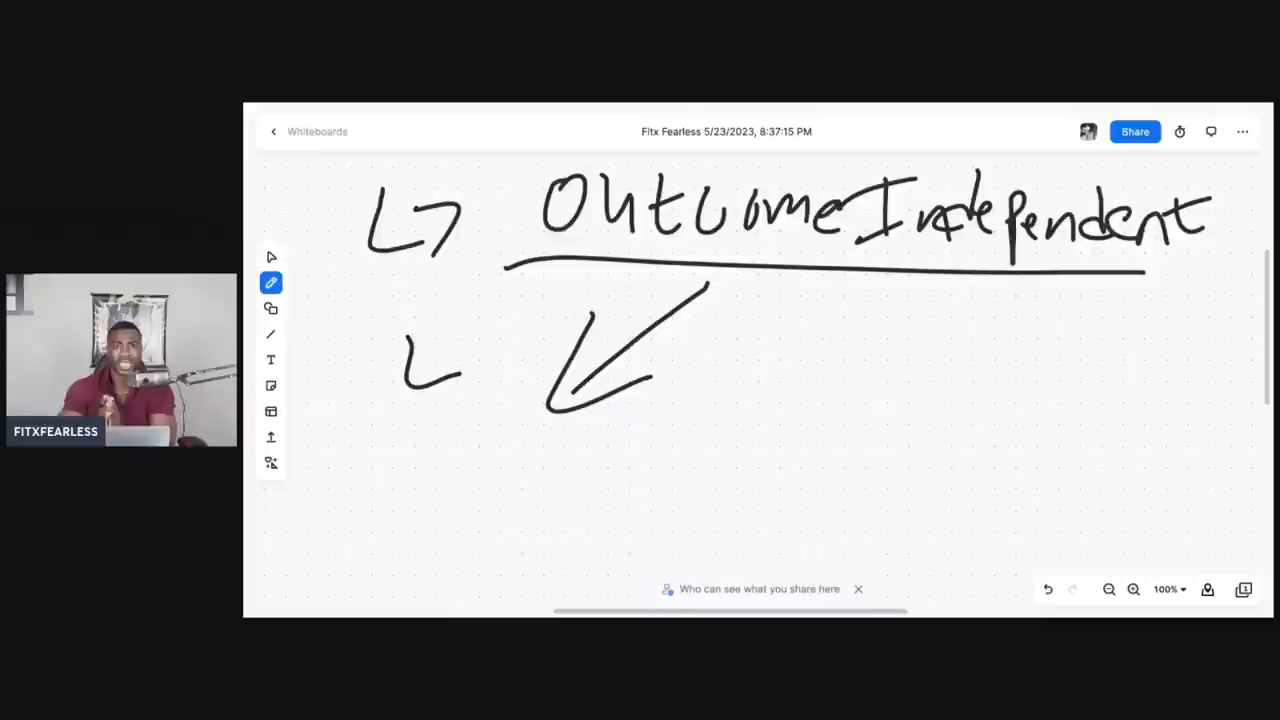 Whiteboards
Fitx Fearless 5/23/2023, 8:37:15 PM
Share
Outcome Independent
T
FITXFEARLESS
Who can see what you share here
100%
1